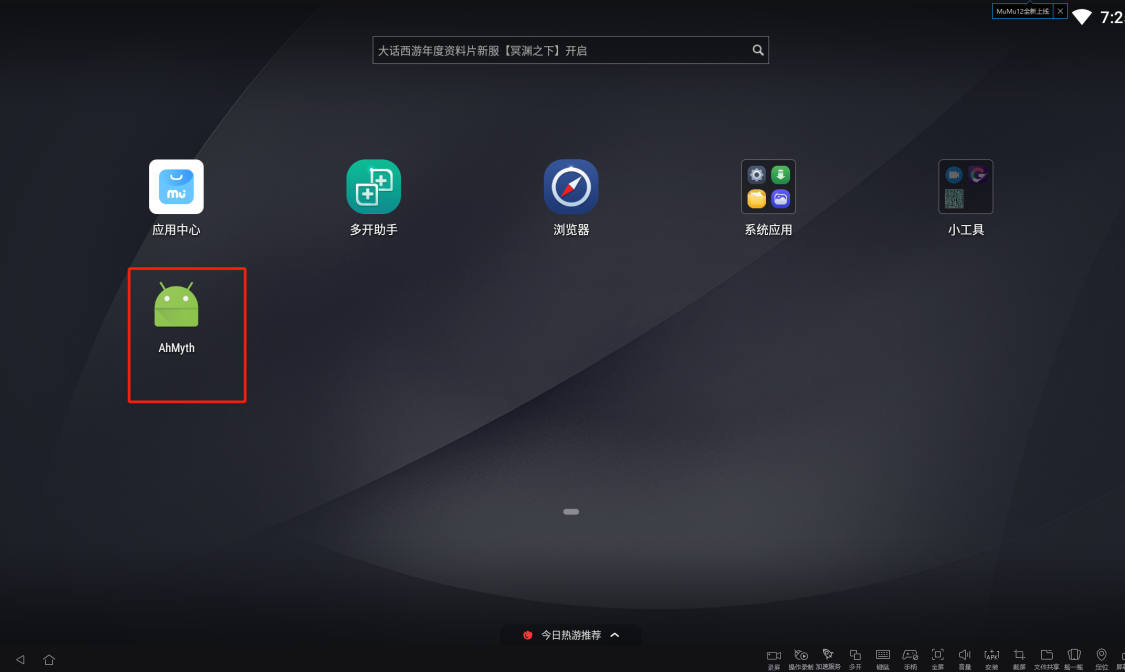 MuMu12全新上线
7:2
大话西游年度资料片新服【冥渊之下】开启
mu
应用中心
多开助手
浏览器
系统应用
小工具
AhMyth
今日热游推荐
录屏 操作录制 加速服务 多开 键鼠 手柄 全屏 音量 安装 截屏 文件共享 摇一摇 定位
APK